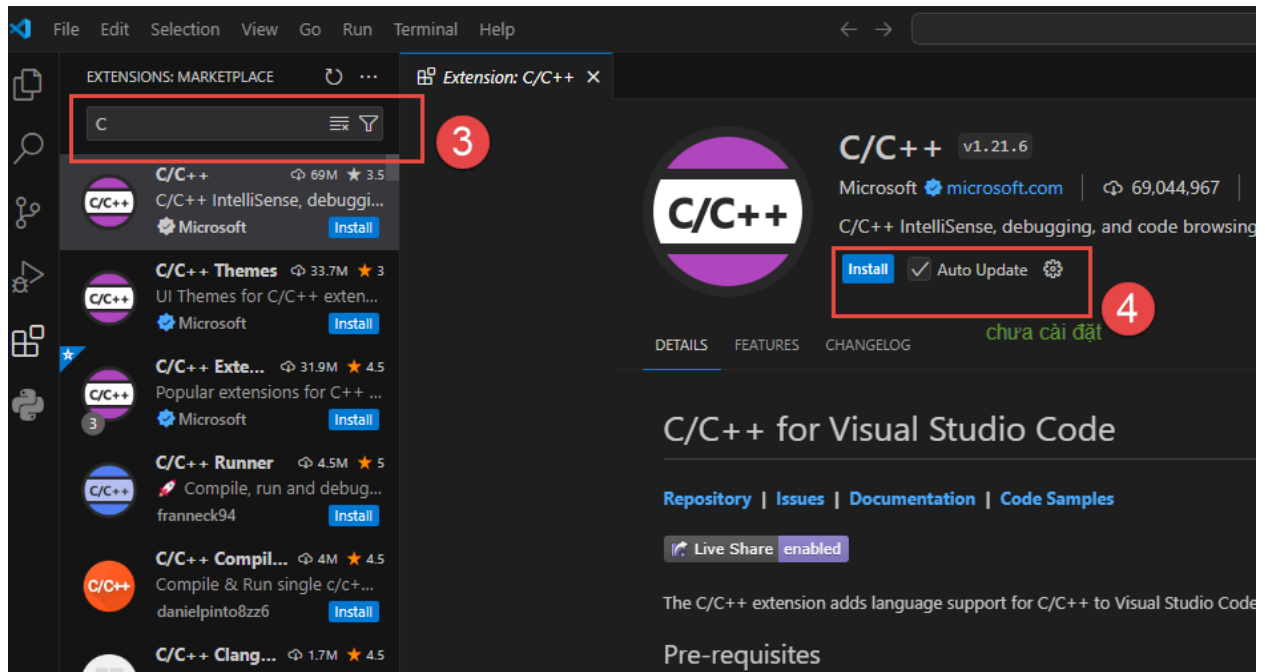 File Edit Selection View Go Run Terminal Help
EXTENSIONS: MARKETPLACE
C
3
C/C++ 69M ★ 3.5
C/C++ IntelliSense, debuggi...
Microsoft Install
C/C++ Themes 33.7M ★ 3
UI Themes for C/C++ exten...
Microsoft Install
C/C++ Exte... 31.9M ★ 4.5
Popular extensions for C++ ...
3
Microsoft Install
C/C++ Runner 4.5M ★ 5
🚀 Compile, run and debug...
franneck94 Install
C/C++ Compil... 4M ★ 4.5
Compile & Run single c/c+...
danielpinto8zz6 Install
C/C++ Clang... 1.7M ★ 4.5
C/C++
C/C++
C/C++
C/C++
C/C++
Extension: C/C++ ×
C/C++
C/C++ v1.21.6
Microsoft microsoft.com | 69,044,967 |
C/C++ IntelliSense, debugging, and code browsing
Install Auto Update
4
chưa cài đặt
DETAILS FEATURES CHANGELOG
C/C++ for Visual Studio Code
Repository | Issues | Documentation | Code Samples
Live Share enabled
The C/C++ extension adds language support for C/C++ to Visual Studio Code
Pre-requisites